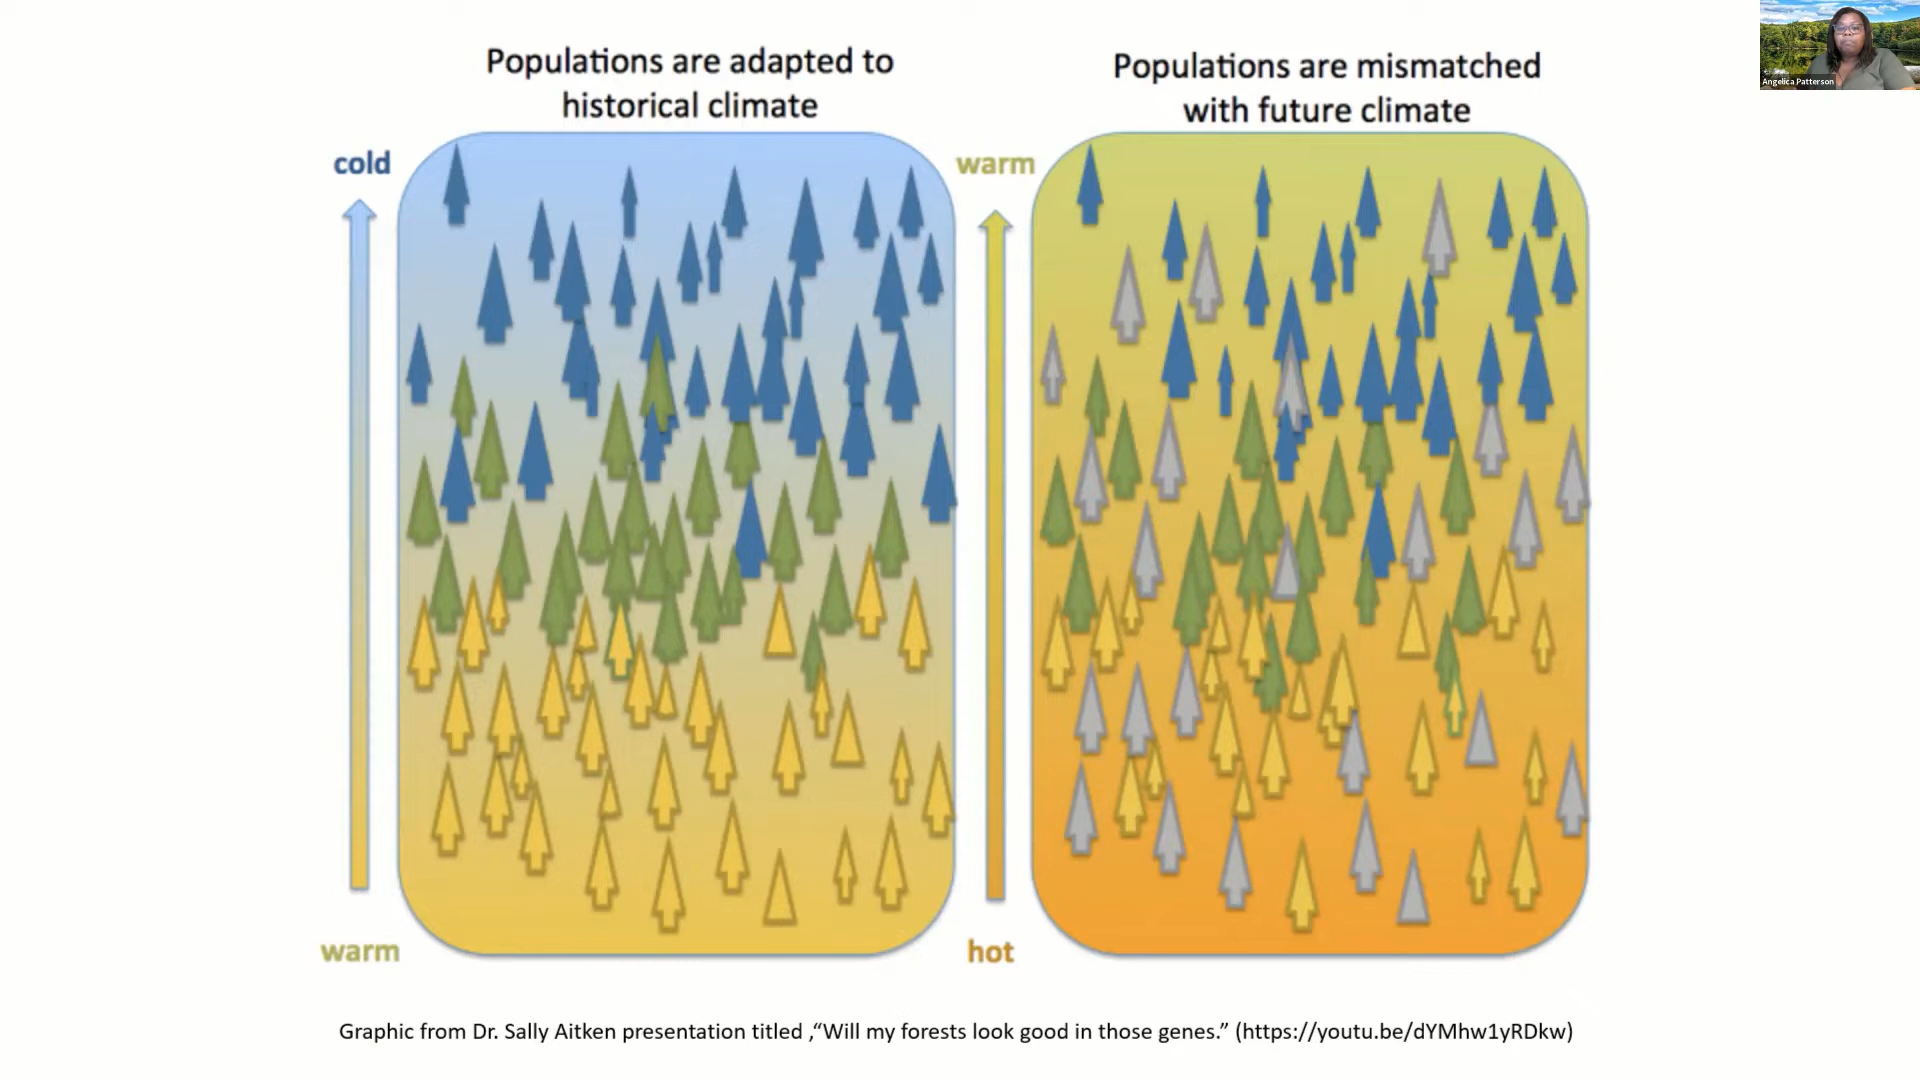 Populations are adapted to
historical climate
Populations are mismatched
with future climate
cold
warm
warm
hot
Graphic from Dr. Sally Aitken presentation titled ,“Will my forests look good in those genes.” (https://youtu.be/dYMhw1yRDkw)
Angelica Patterson